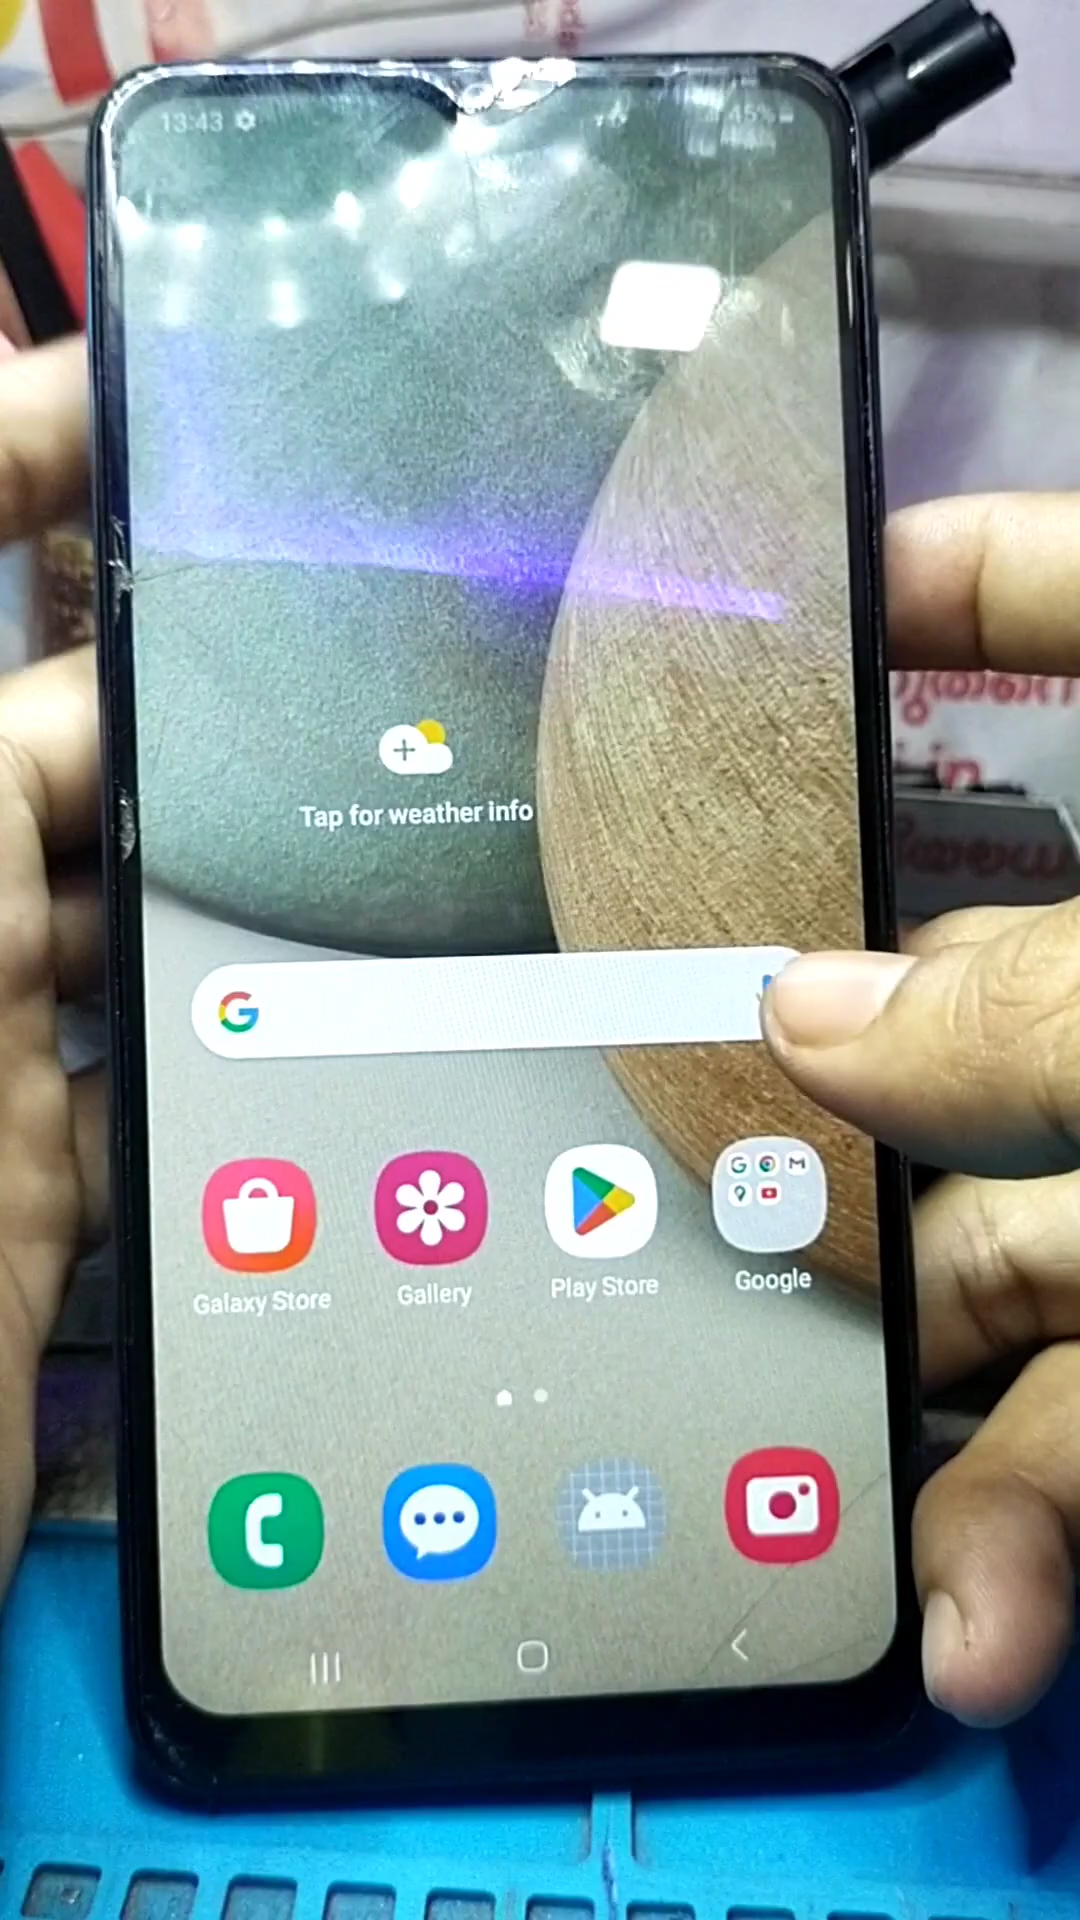 13:43
45%
Tap for weather info
Galaxy Store
Gallery
Play Store
Google